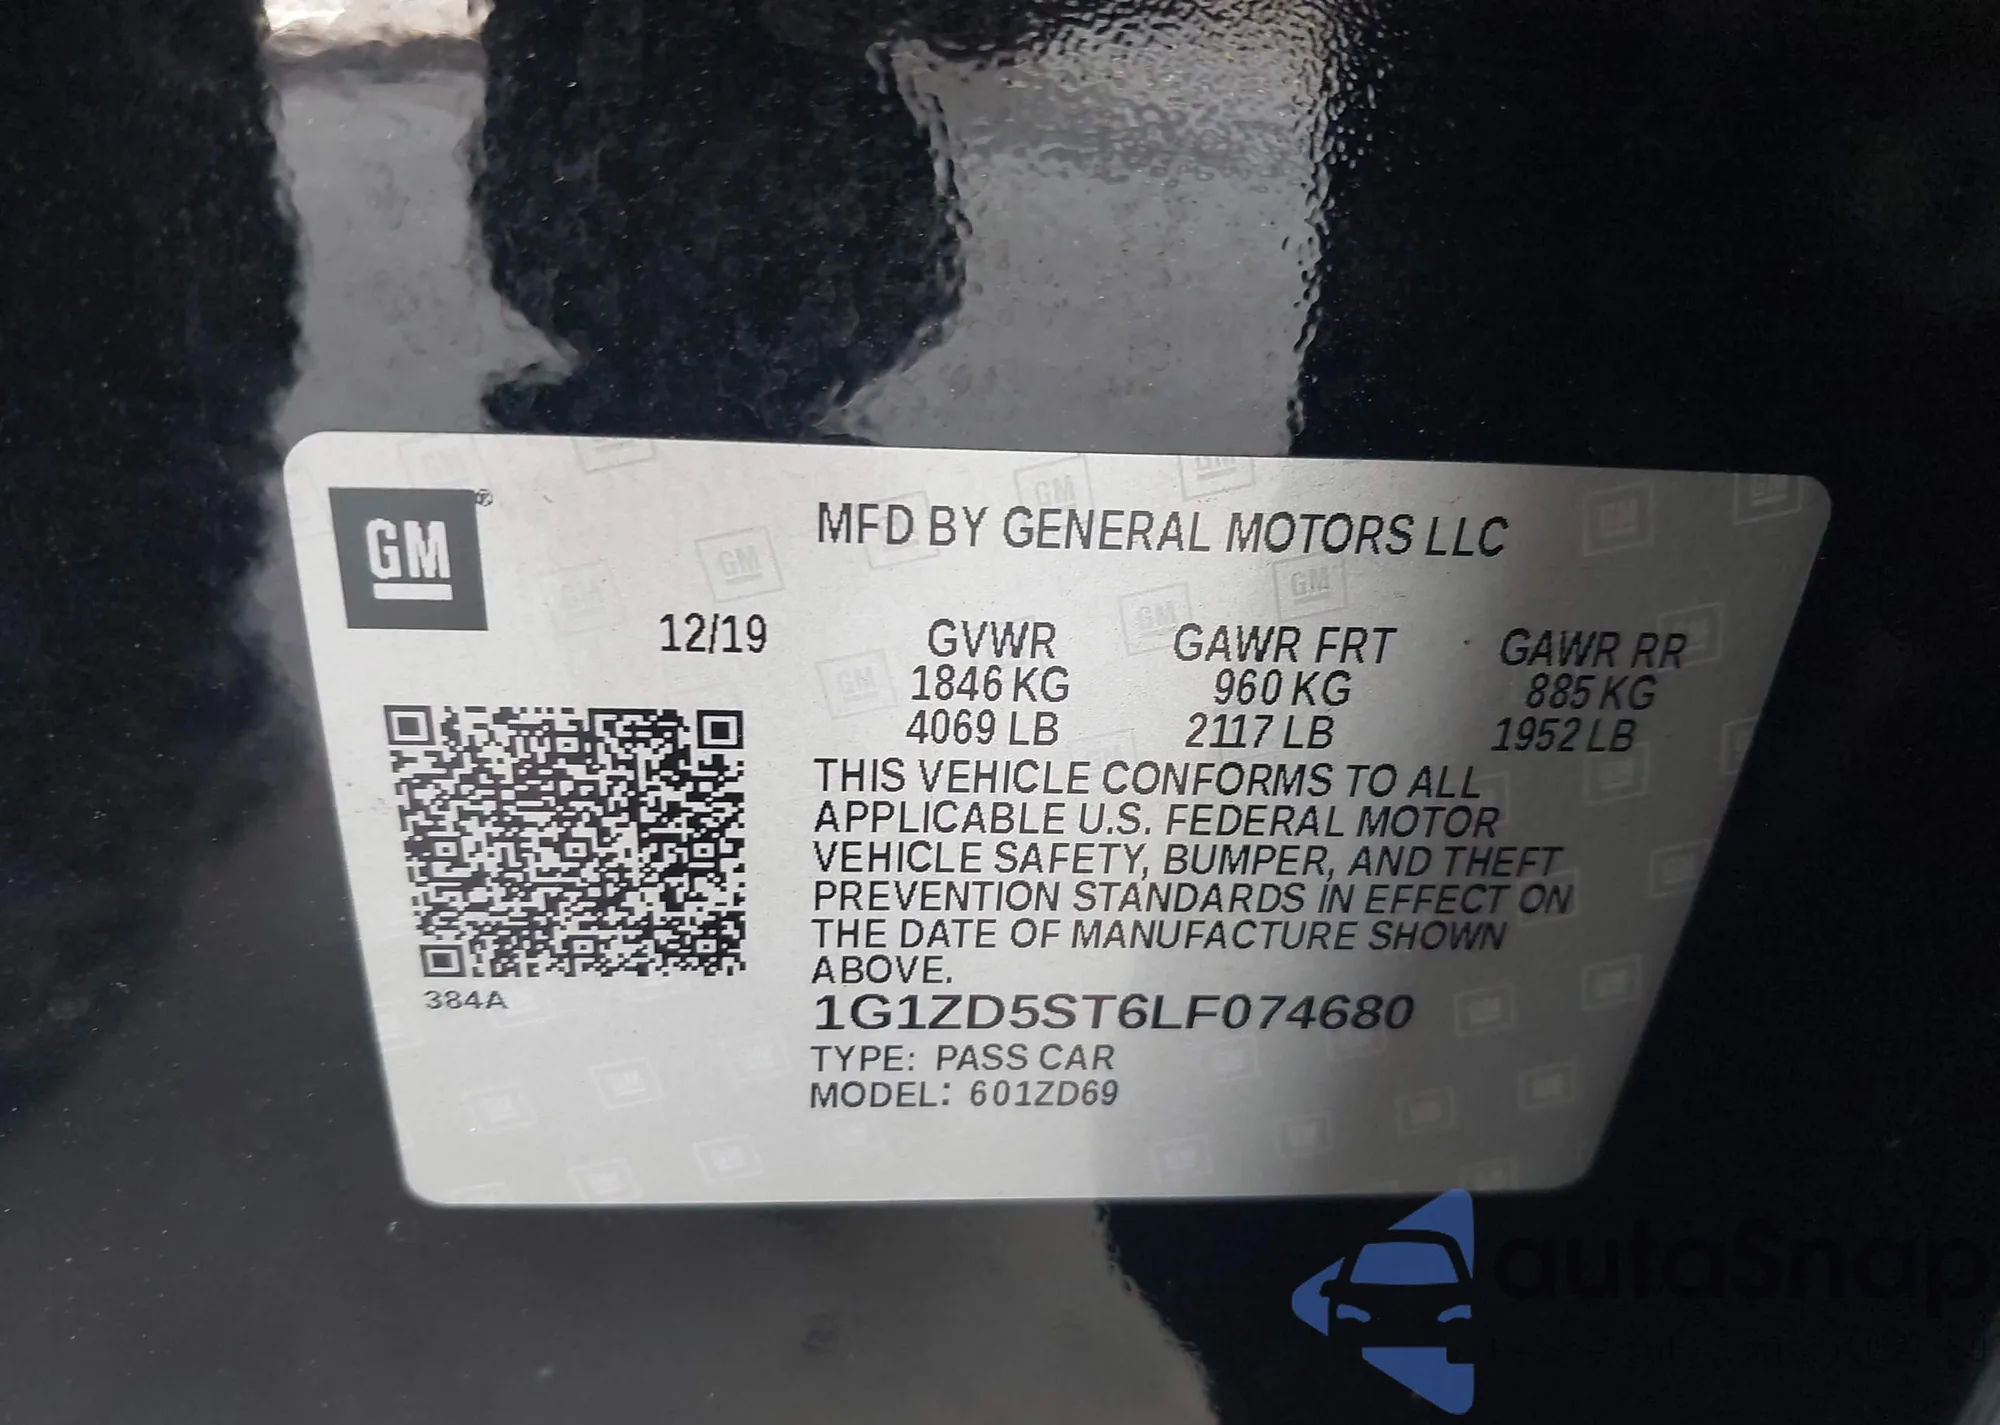 GM®
MFD BY GENERAL MOTORS LLC
12/19
GVWR GAWR FRT GAWR RR
1846 KG 960 KG 885 KG
4069 LB 2117 LB 1952 LB
THIS VEHICLE CONFORMS TO ALL
APPLICABLE U.S. FEDERAL MOTOR
VEHICLE SAFETY, BUMPER, AND THEFT
PREVENTION STANDARDS IN EFFECT ON
THE DATE OF MANUFACTURE SHOWN
ABOVE.
384A
1G1ZD5ST6LF074680
TYPE: PASS CAR
MODEL: 601ZD69
autaSnap